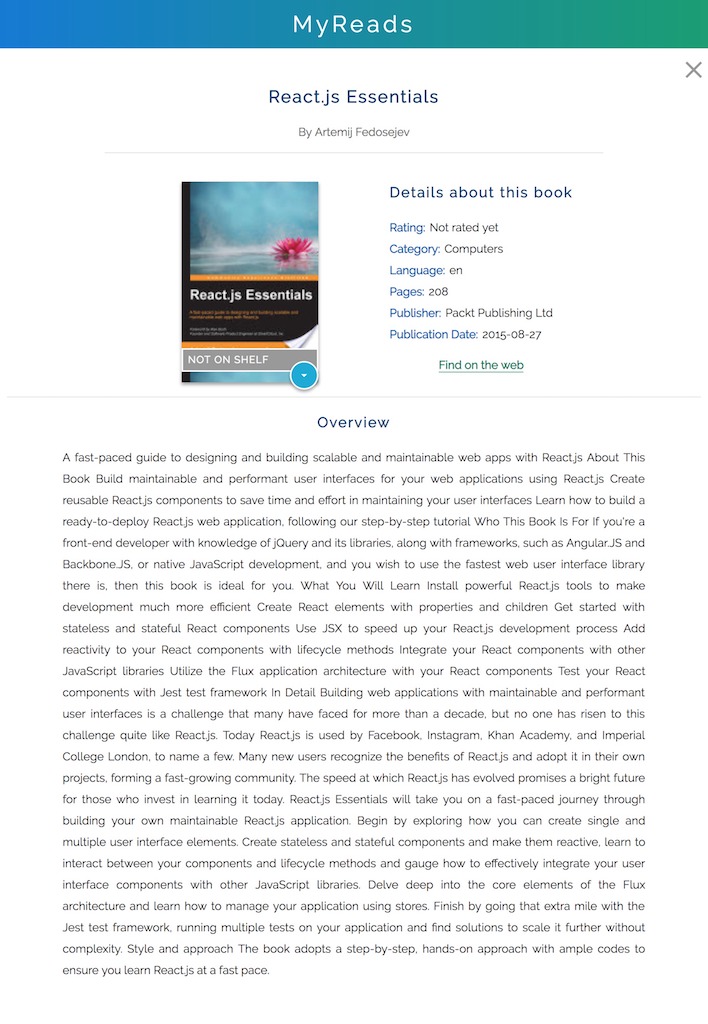 MyReads
React.js Essentials
By Artemij Fedosejev
React.js Essentials
NOT ON SHELF
Details about this book
Rating: Not rated yet
Category: Computers
Language: en
Pages: 208
Publisher: Packt Publishing Ltd
Publication Date: 2015-08-27
Find on the web
Overview
A fast-paced guide to designing and building scalable and maintainable web apps with React.js About This
Book Build maintainable and performant user interfaces for your web applications using React.js Create
reusable React.js components to save time and effort in maintaining your user interfaces Learn how to build a
ready-to-deploy React.js web application, following our step-by-step tutorial Who This Book Is For If you're a
front-end developer with knowledge of jQuery and its libraries, along with frameworks, such as Angular.JS and
Backbone.JS, or native JavaScript development, and you wish to use the fastest web user interface library
there is, then this book is ideal for you. What You Will Learn Install powerful React.js tools to make
development much more efficient Create React elements with properties and children Get started with
stateless and stateful React components Use JSX to speed up your React.js development process Add
reactivity to your React components with lifecycle methods Integrate your React components with other
JavaScript libraries Utilize the Flux application architecture with your React components Test your React
components with Jest test framework In Detail Building web applications with maintainable and performant
user interfaces is a challenge that many have faced for more than a decade, but no one has risen to this
challenge quite like React.js. Today React.js is used by Facebook, Instagram, Khan Academy, and Imperial
College London, to name a few. Many new users recognize the benefits of React.js and adopt it in their own
projects, forming a fast-growing community. The speed at which React.js has evolved promises a bright future
for those who invest in learning it today. React.js Essentials will take you on a fast-paced journey through
building your own maintainable React.js application. Begin by exploring how you can create single and
multiple user interface elements. Create stateless and stateful components and make them reactive, learn to
interact between your components and lifecycle methods and gauge how to effectively integrate your user
interface components with other JavaScript libraries. Delve deep into the core elements of the Flux
architecture and learn how to manage your application using stores. Finish by going that extra mile with the
Jest test framework, running multiple tests on your application and find solutions to scale it further without
complexity. Style and approach The book adopts a step-by-step, hands-on approach with ample codes to
ensure you learn React.js at a fast pace.